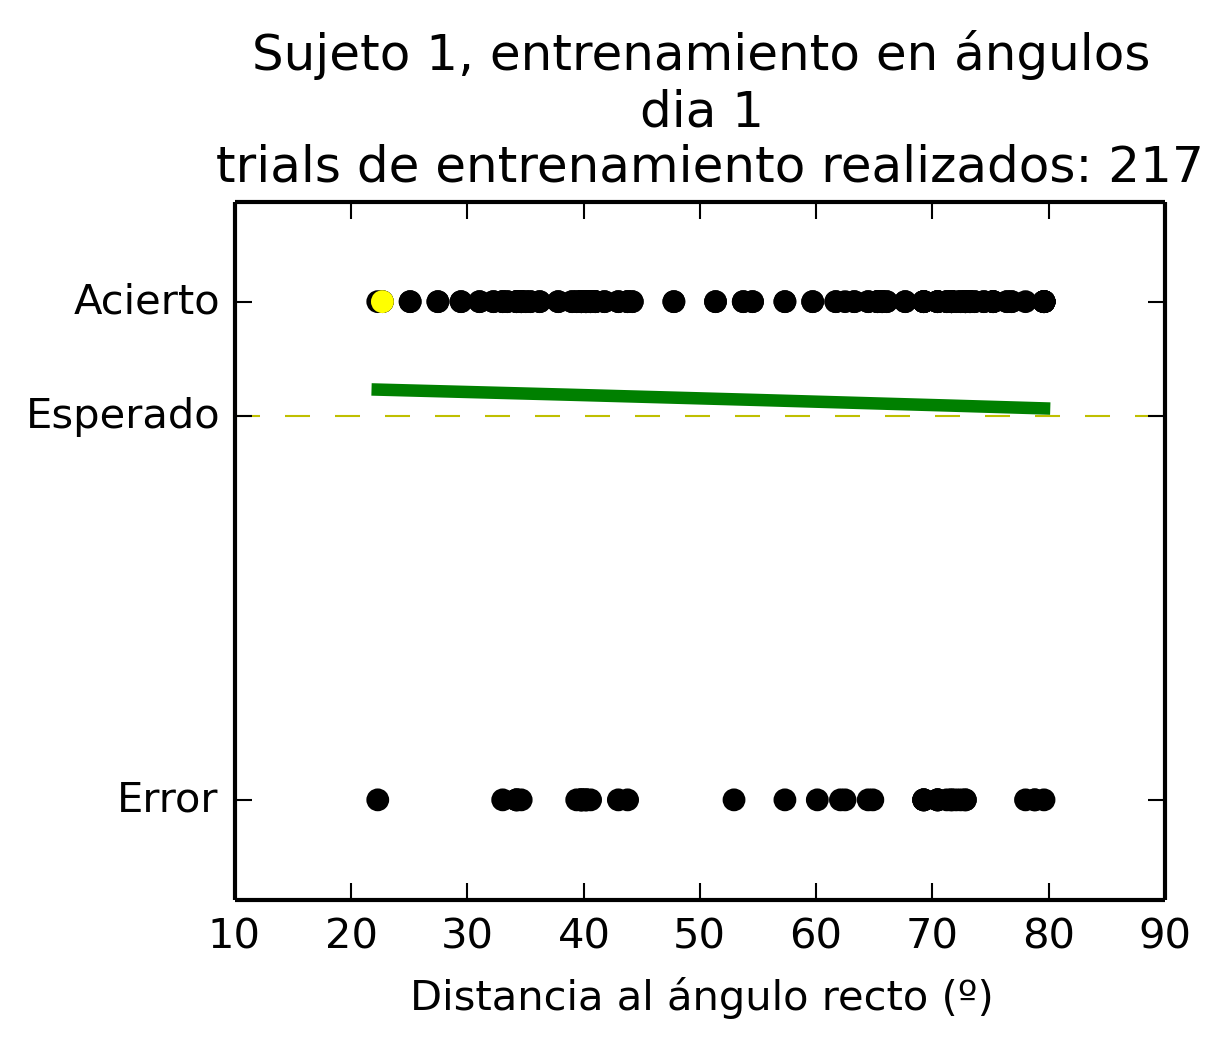 Sujeto 1, entrenamiento en ángulos
dia 1
trials de entrenamiento realizados: 217
Acierto
Esperado
Error
10 20 30 40 50 60 70 80 90
Distancia al ángulo recto (º)